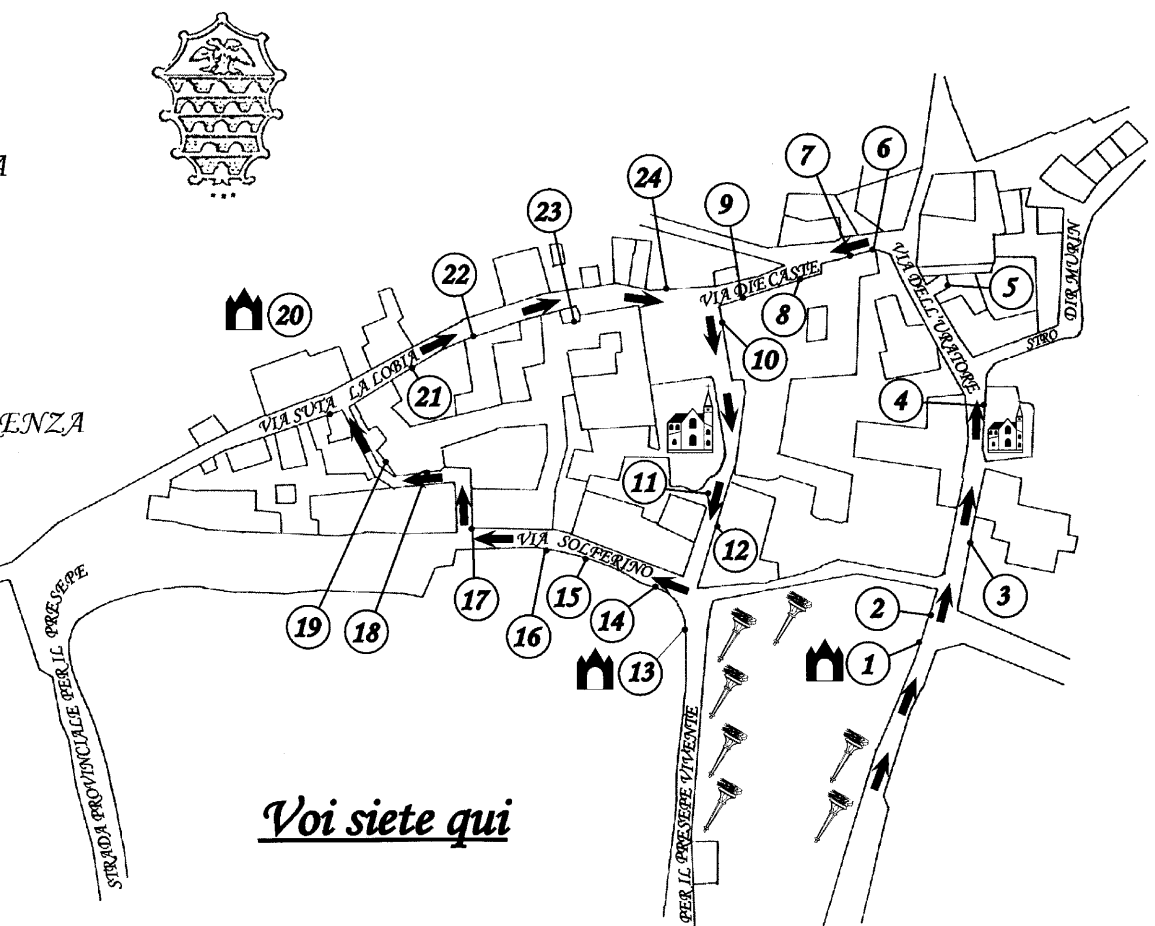 A
ENZA
7
6
24
9
23
22
20
21
8
10
5
4
11
12
3
2
1
19
18
17
16
15
14
13
VIA DIE CASTE
VIA DELL'URATORE
DIR MURIN
STRO
VIA SUTA LA LOBIA
VIA SOLFERINO
STRADA PROVINCIALE PER IL PRESEPE
PER IL PRESEPE VIVENTE
Voi siete qui